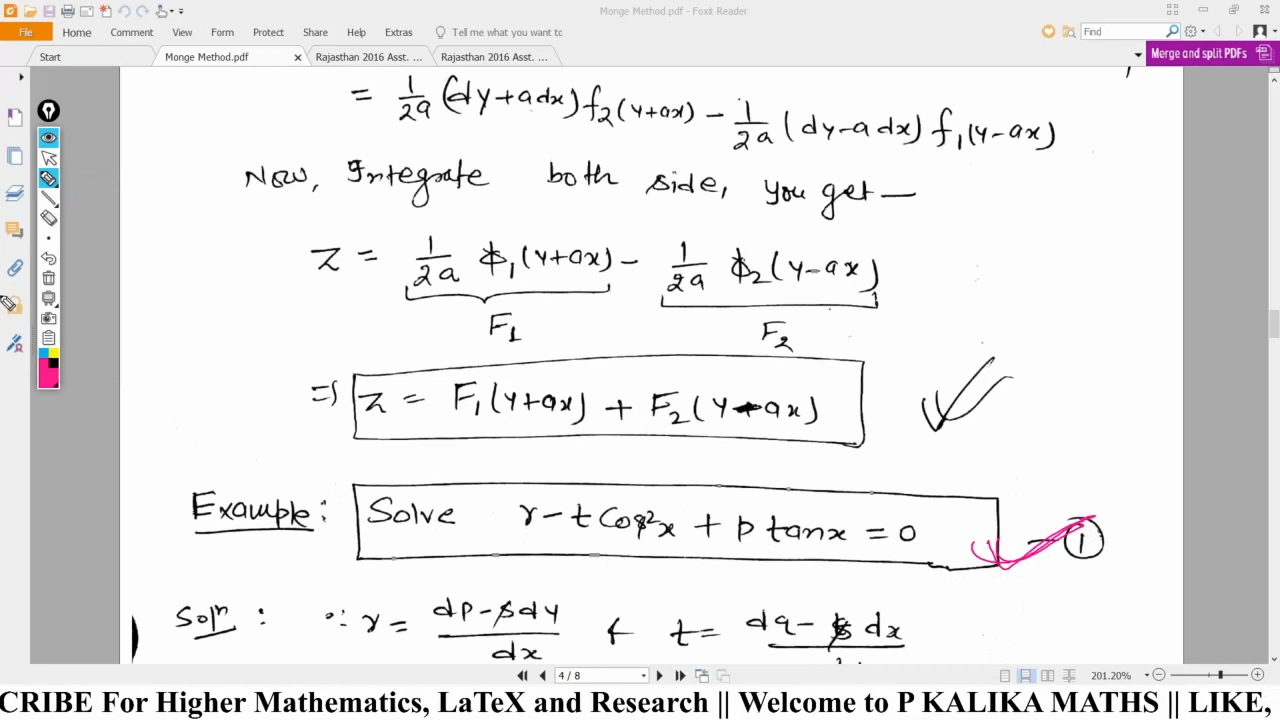 Monge Method.pdf - Foxit Reader
File Home Comment View Form Protect Share Help Extras Tell me what you want to Find
Start Monge Method.pdf Rajasthan 2016 Asst. ... Rajasthan 2016 Asst. ... Merge and split PDFs
= 1/2a (dy+adx) f₂(y+ax) - 1/2a (dy-adx) f₁(y-ax)
Now, Integrate both side, you get —
z = 1/2a ϕ₁(y+ax) - 1/2a ϕ₂(y-ax)
F₁ F₂
=> z = F₁(y+ax) + F₂(y-ax)
Example: Solve r - t cos²x + p tanx = 0 — ①
Solⁿ : ∵ r = dp - sdy / dx & t = dq - s dx
4 / 8 201.20%
CRIBE For Higher Mathematics, LaTeX and Research || Welcome to P KALIKA MATHS || LIKE,